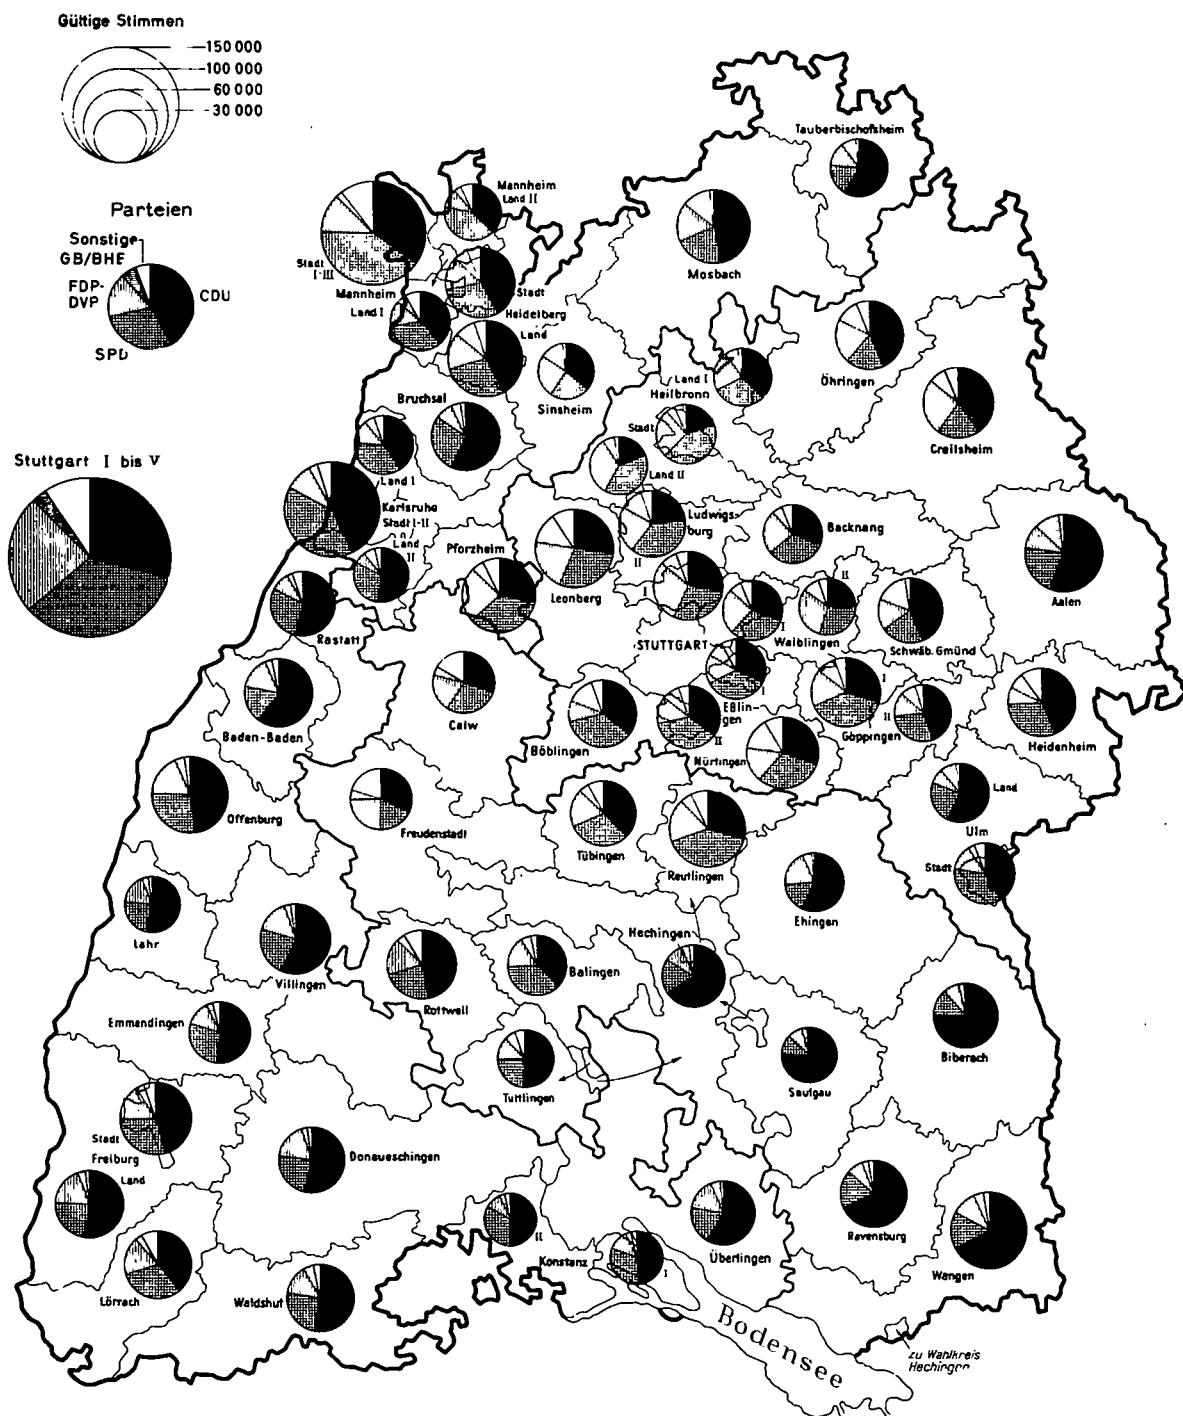 Gültige Stimmen
150 000
100 000
60 000
30 000
Parteien
Sonstige
GB/BHE
FDP-
DVP
CDU
SPD
Stuttgart I bis V
Tauberbischofsheim
Mannheim
Land II
Mosbach
Stadt
I-III
Mannheim
Land I
Stadt
Heidelberg
Land
Öhringen
Land I
Heilbronn
Stadt
Land II
Sinsheim
Bruchsal
Crailsheim
Land I
Karlsruhe
Stadt I-II
Land
II
Pforzheim
Ludwigs-
burg
II
I
Backnang
Leonberg
Aalen
Rastatt
STUTTGART
I
II
Waiblingen
Schwäb. Gmünd
Calw
Baden-Baden
Böblingen
I
Eßlin-
gen
II
Nürtingen
I
II
Göppingen
Heidenheim
Offenburg
Freudenstadt
Tübingen
Reutlingen
Land
Ulm
Stadt
Ehingen
Lahr
Villingen
Rottweil
Balingen
Hechingen
Emmendingen
Biberach
Tuttlingen
Saulgau
Stadt
Freiburg
Land
Donaueschingen
Ravensburg
Überlingen
Wangen
II
Konstanz
I
Lörrach
Waldshut
Bodensee
zu Wahlkreis
Hechingen